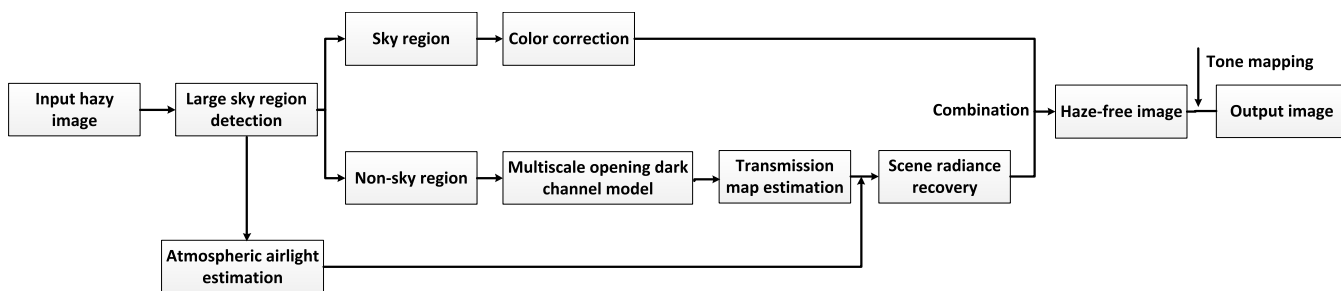 Input hazy
image
Large sky region
detection
Sky region
Color correction
Non-sky region
Multiscale opening dark
channel model
Transmission
map estimation
Scene radiance
recovery
Atmospheric airlight
estimation
Combination
Haze-free image
Tone mapping
Output image